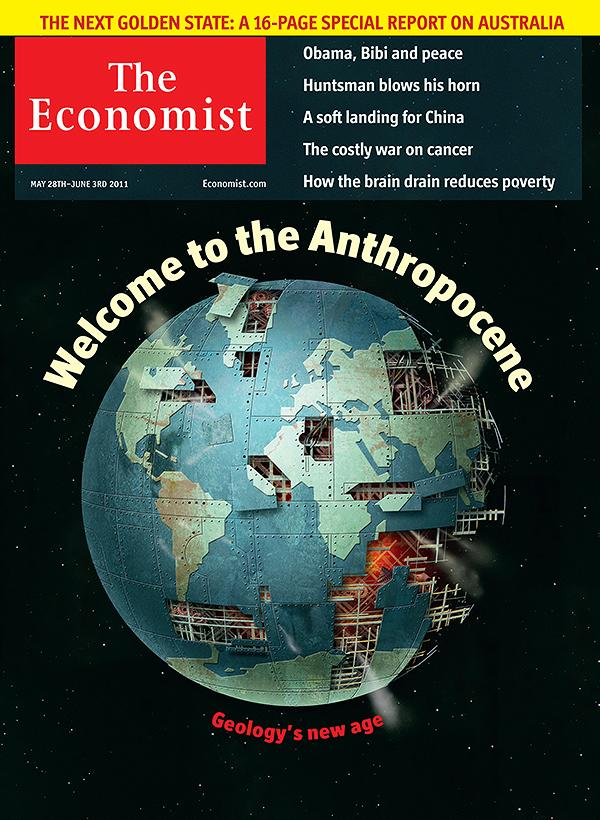 THE NEXT GOLDEN STATE: A 16-PAGE SPECIAL REPORT ON AUSTRALIA
The
Economist
MAY 28TH–JUNE 3RD 2011
Economist.com
Obama, Bibi and peace
Huntsman blows his horn
A soft landing for China
The costly war on cancer
How the brain drain reduces poverty
Welcome to the Anthropocene
Geology's new age